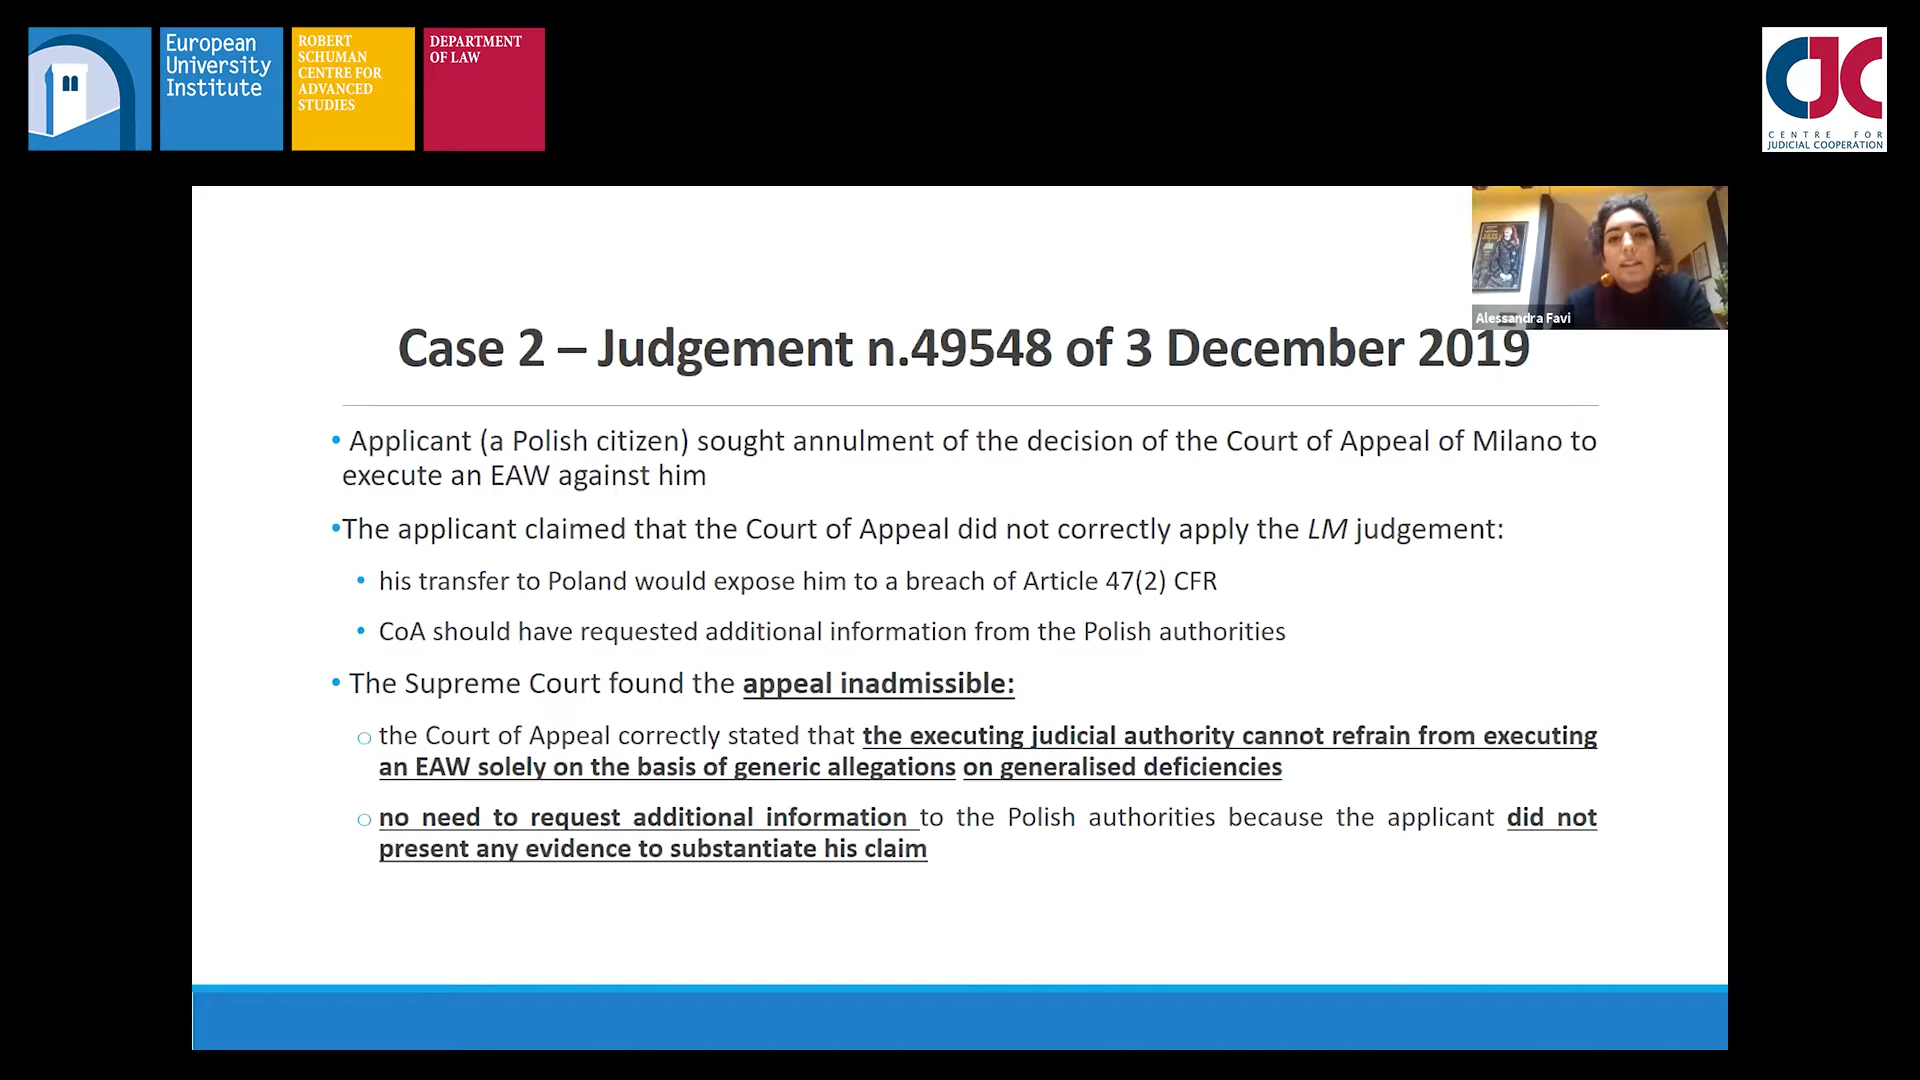 European
University
Institute
ROBERT
SCHUMAN
CENTRE FOR
ADVANCED
STUDIES
DEPARTMENT
OF LAW
CJC
CENTRE FOR
JUDICIAL COOPERATION
Alessandra Favi
Case 2 – Judgement n.49548 of 3 December 2019
• Applicant (a Polish citizen) sought annulment of the decision of the Court of Appeal of Milano to
execute an EAW against him
•The applicant claimed that the Court of Appeal did not correctly apply the LM judgement:
• his transfer to Poland would expose him to a breach of Article 47(2) CFR
• CoA should have requested additional information from the Polish authorities
• The Supreme Court found the appeal inadmissible:
o the Court of Appeal correctly stated that the executing judicial authority cannot refrain from executing
an EAW solely on the basis of generic allegations on generalised deficiencies
o no need to request additional information to the Polish authorities because the applicant did not
present any evidence to substantiate his claim